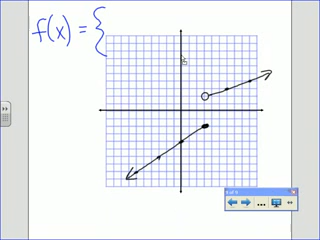 f(x) = {